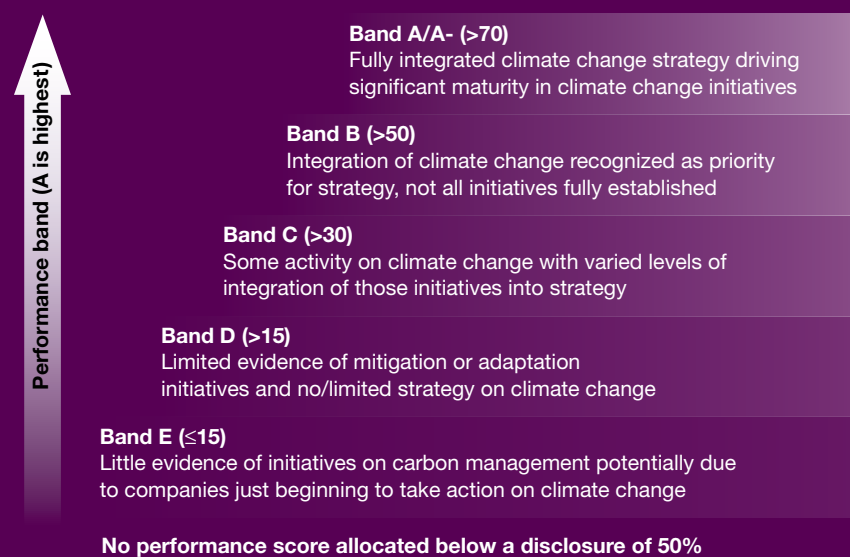 Performance band (A is highest)
Band A/A- (>70)
Fully integrated climate change strategy driving
significant maturity in climate change initiatives
Band B (>50)
Integration of climate change recognized as priority
for strategy, not all initiatives fully established
Band C (>30)
Some activity on climate change with varied levels of
integration of those initiatives into strategy
Band D (>15)
Limited evidence of mitigation or adaptation
initiatives and no/limited strategy on climate change
Band E (≤15)
Little evidence of initiatives on carbon management potentially due
to companies just beginning to take action on climate change
No performance score allocated below a disclosure of 50%